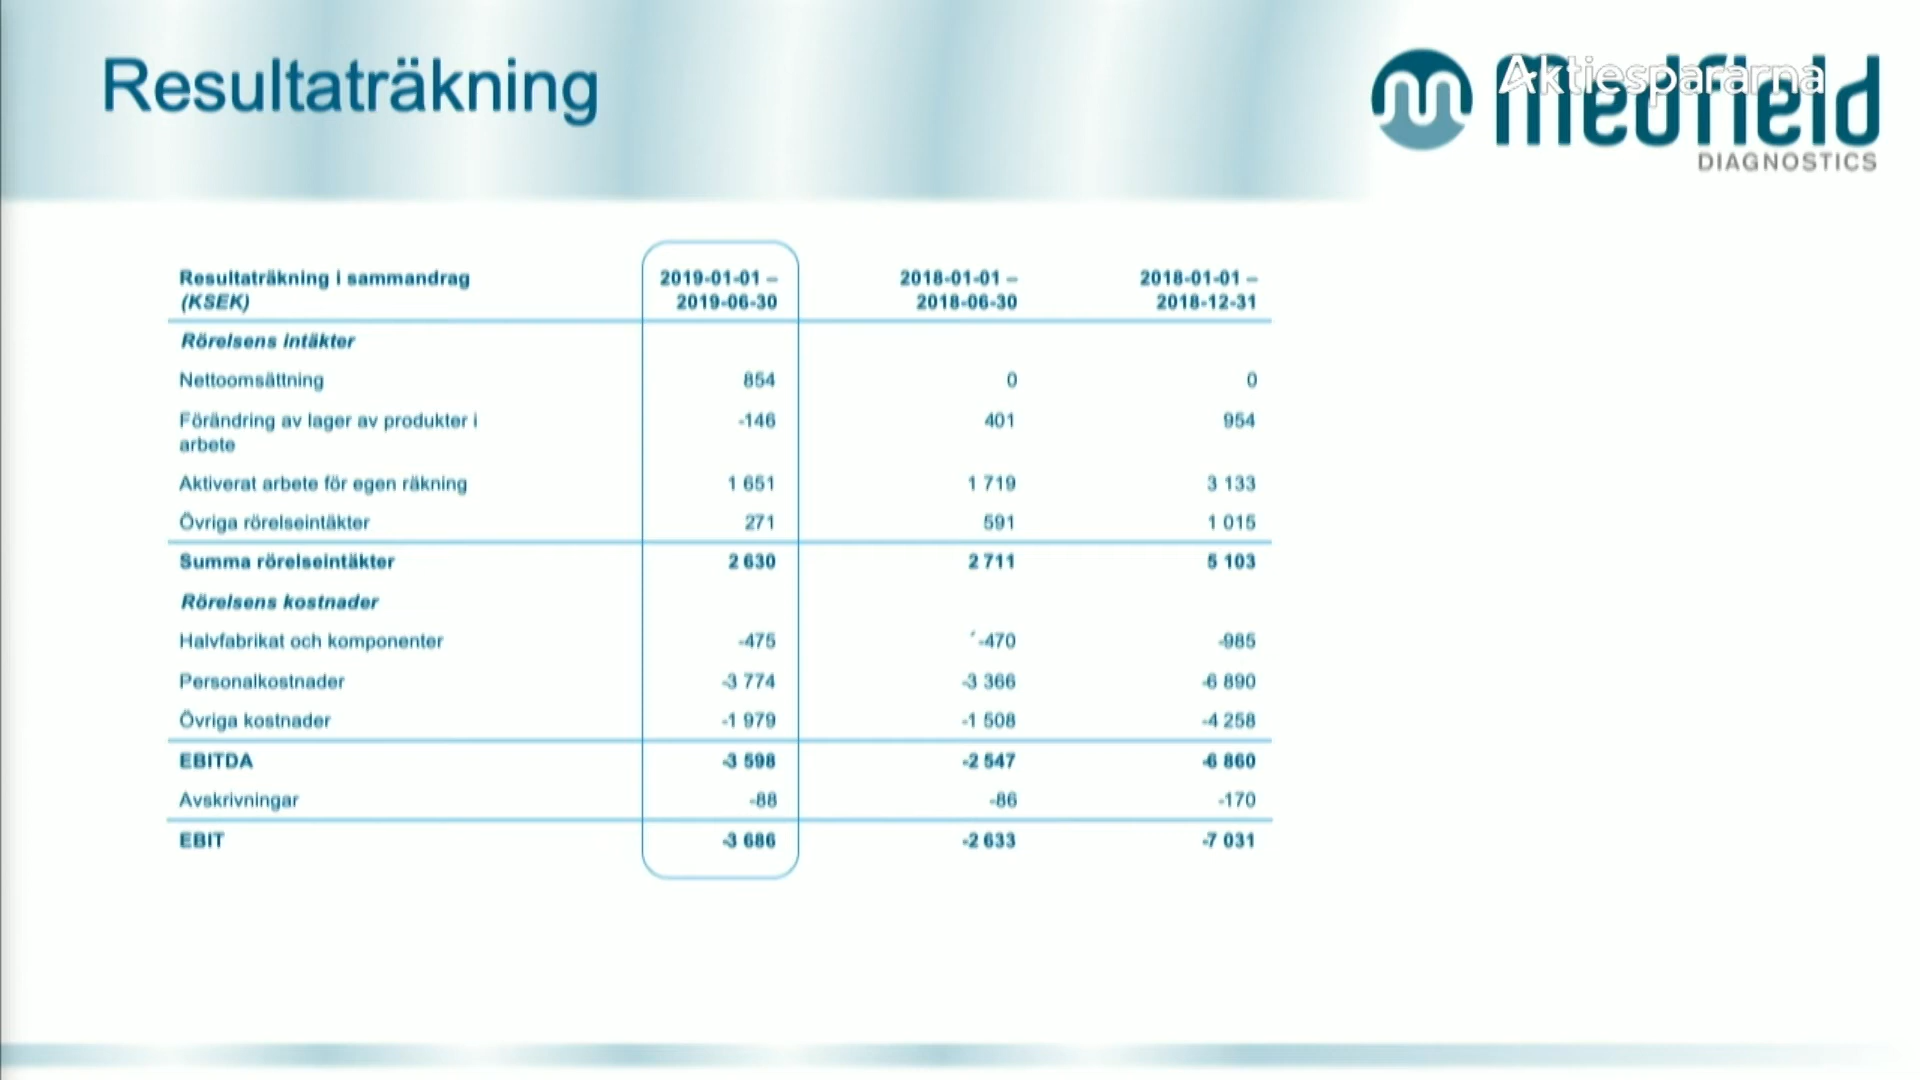 Resultaträkning
Aktiespararna
Medfield
DIAGNOSTICS
Resultaträkning i sammandrag 2019-01-01 – 2018-01-01 – 2018-01-01 –
(KSEK) 2019-06-30 2018-06-30 2018-12-31
Rörelsens intäkter
Nettoomsättning 854 0 0
Förändring av lager av produkter i -146 401 954
arbete
Aktiverat arbete för egen räkning 1 651 1 719 3 133
Övriga rörelseintäkter 271 591 1 015
Summa rörelseintäkter 2 630 2 711 5 103
Rörelsens kostnader
Halvfabrikat och komponenter -475 ´-470 -985
Personalkostnader -3 774 -3 366 -6 890
Övriga kostnader -1 979 -1 508 -4 258
EBITDA -3 598 -2 547 -6 860
Avskrivningar -88 -86 -170
EBIT -3 686 -2 633 -7 031